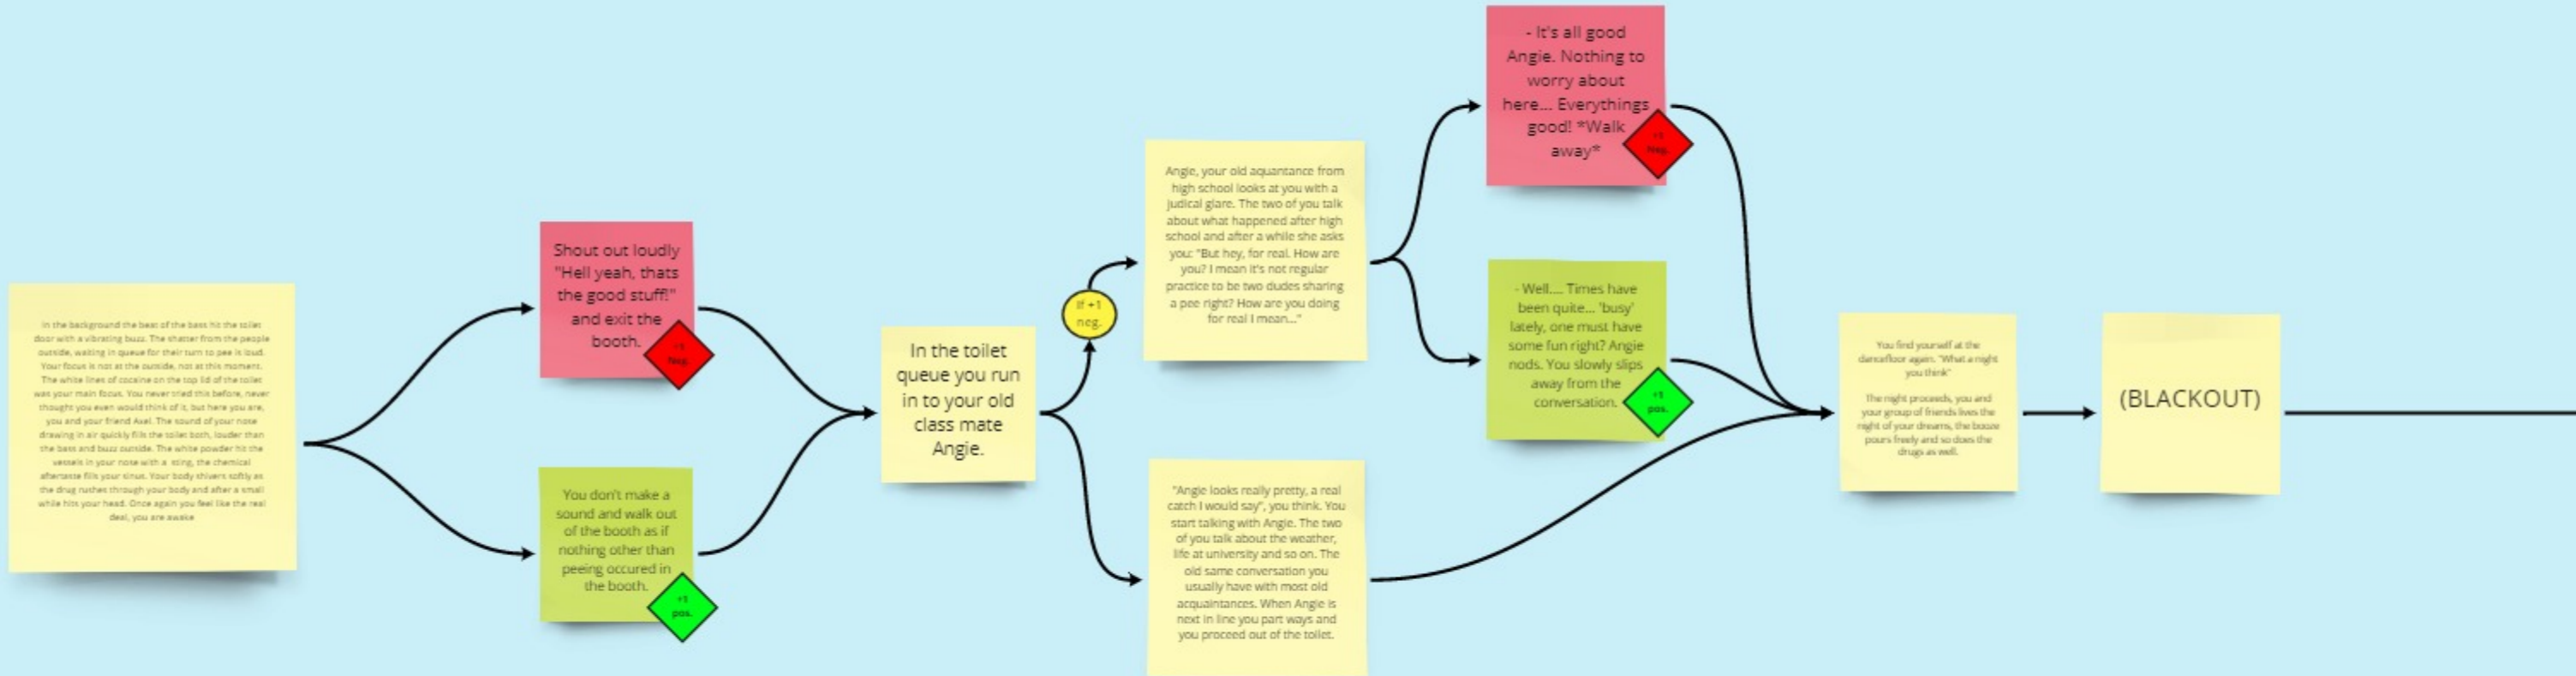 In the background the beat of the bass hit the toilet
door with a vibrating buzz. The shatter from the people
outside, waiting in queue for their turn to pee is loud.
Your focus is not at the outside, not at this moment.
The white lines of cocaine on the top lid of the toilet
was your main focus. You never tried this before, never
thought you even would think of it, but here you are,
you and your friend Axel. The sound of your nose
drawing in air quickly fills the toilet both, louder than
the bass and buzz outside. The white powder hit the
vessels in your nose with a sting, the chemical
aftertaste fills your sinus. Your body shivers softly as
the drug rushes through your body and after a small
while hits your head. Once again you feel like the real
deal, you are awake
Shout out loudly
"Hell yeah, thats
the good stuff!"
and exit the
booth.
+1
Neg.
You don't make a
sound and walk out
of the booth as if
nothing other than
peeing occured in
the booth.
+1
pos.
In the toilet
queue you run
in to your old
class mate
Angie.
If +1
neg.
Angie, your old aquantance from
high school looks at you with a
judical glare. The two of you talk
about what happened after high
school and after a while she asks
you: "But hey, for real. How are
you? I mean it's not regular
practice to be two dudes sharing
a pee right? How are you doing
for real I mean..."
"Angie looks really pretty, a real
catch I would say", you think. You
start talking with Angie. The two
of you talk about the weather,
life at university and so on. The
old same conversation you
usually have with most old
acquaintances. When Angie is
next in line you part ways and
you proceed out of the toilet.
- It's all good
Angie. Nothing to
worry about
here... Everythings
good! *Walk
away*
+1
Neg.
- Well.... Times have
been quite... 'busy'
lately, one must have
some fun right? Angie
nods. You slowly slips
away from the
conversation.
+1
pos.
You find yourself at the
dancefloor again. "What a night
you think"
The night proceeds, you and
your group of friends lives the
night of your dreams, the booze
pours freely and so does the
drugs as well.
(BLACKOUT)